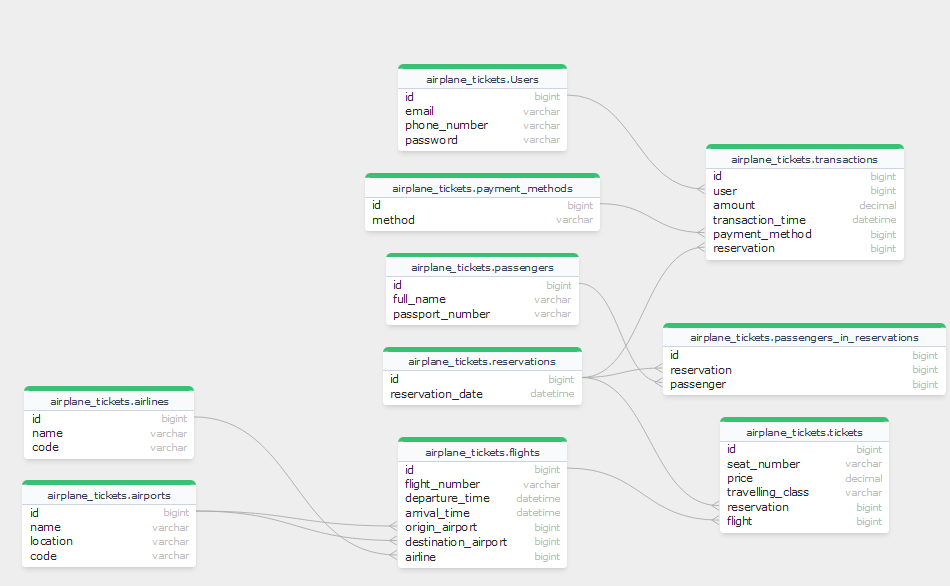 airplane_tickets.Users
id bigint
email varchar
phone_number varchar
password varchar
airplane_tickets.transactions
id bigint
user bigint
amount decimal
transaction_time datetime
payment_method bigint
reservation bigint
airplane_tickets.payment_methods
id bigint
method varchar
airplane_tickets.passengers
id bigint
full_name varchar
passport_number varchar
airplane_tickets.passengers_in_reservations
id bigint
reservation bigint
passenger bigint
airplane_tickets.reservations
id bigint
reservation_date datetime
airplane_tickets.airlines
id bigint
name varchar
code varchar
airplane_tickets.tickets
id bigint
seat_number varchar
price decimal
travelling_class varchar
reservation bigint
flight bigint
airplane_tickets.flights
id bigint
flight_number varchar
departure_time datetime
arrival_time datetime
origin_airport bigint
destination_airport bigint
airline bigint
airplane_tickets.airports
id bigint
name varchar
location varchar
code varchar